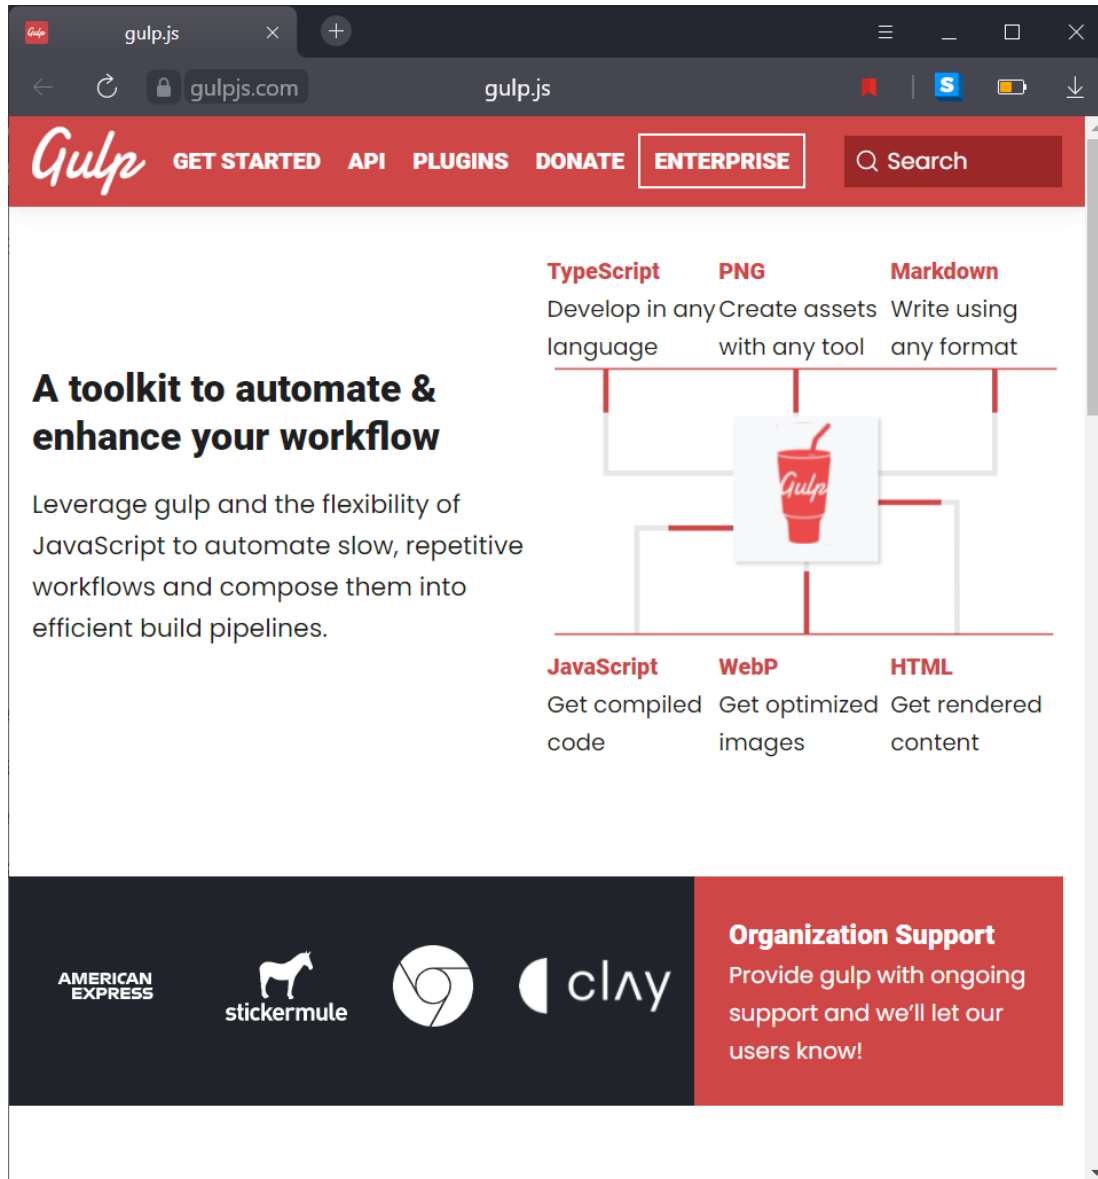 Gulp
gulp.js
gulpjs.com
gulp.js
S
Gulp
GET STARTED
API
PLUGINS
DONATE
ENTERPRISE
Search
A toolkit to automate &
enhance your workflow
Leverage gulp and the flexibility of
JavaScript to automate slow, repetitive
workflows and compose them into
efficient build pipelines.
TypeScript
Develop in any
language
PNG
Create assets
with any tool
Markdown
Write using
any format
Gulp
JavaScript
Get compiled
code
WebP
Get optimized
images
HTML
Get rendered
content
AMERICAN
EXPRESS
stickermule
clay
Organization Support
Provide gulp with ongoing
support and we’ll let our
users know!